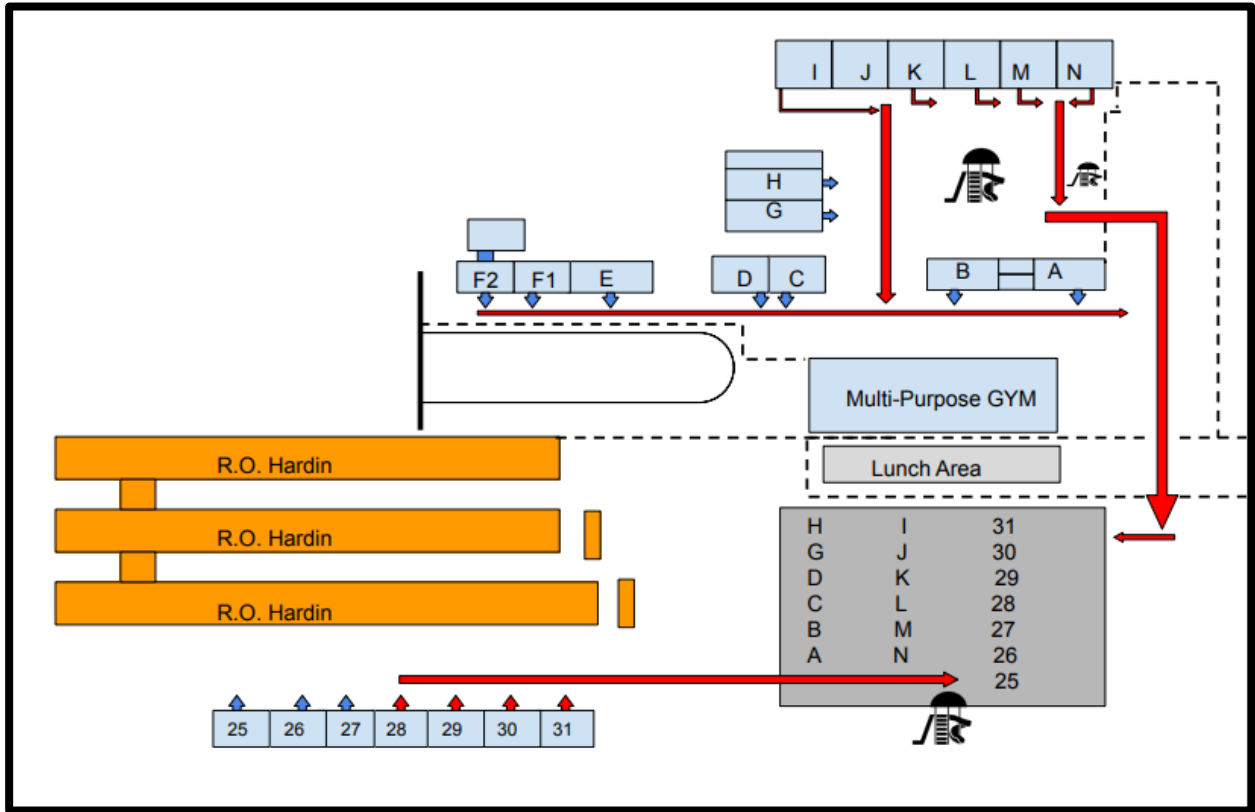 I J K L M N
H
G
F2 F1 E D C B A
Multi-Purpose GYM
R.O. Hardin
Lunch Area
R.O. Hardin
R.O. Hardin
H I 31
G J 30
D K 29
C L 28
B M 27
A N 26
25
25 26 27 28 29 30 31